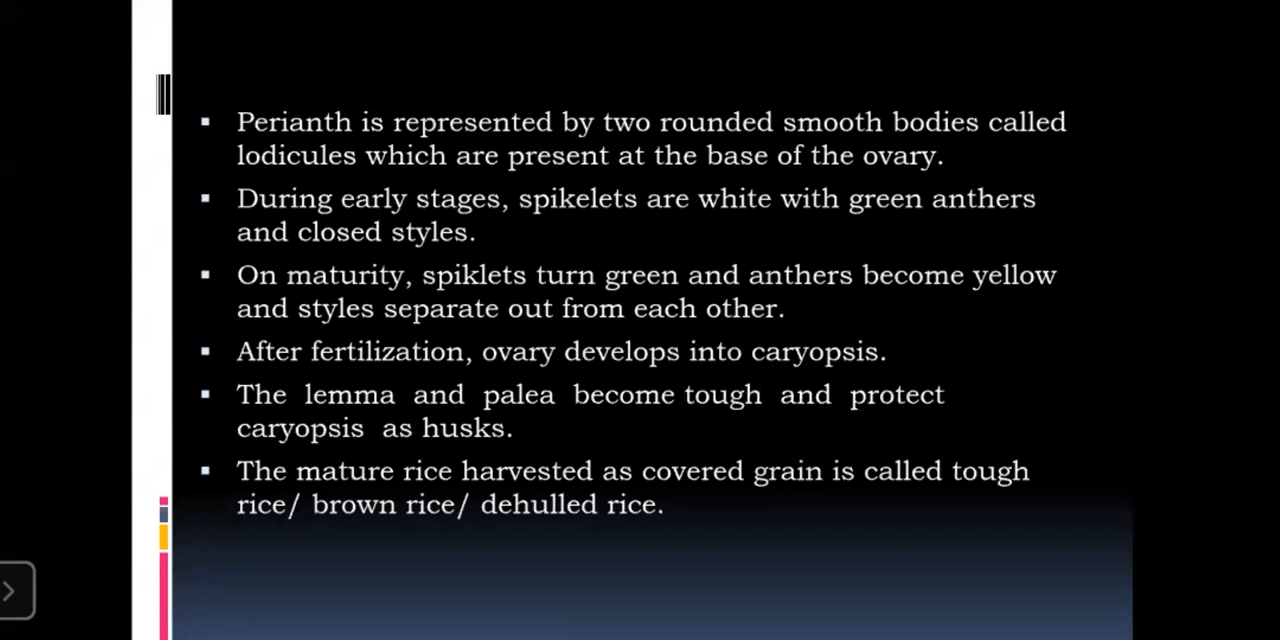 ▪ Perianth is represented by two rounded smooth bodies called
lodicules which are present at the base of the ovary.
▪ During early stages, spikelets are white with green anthers
and closed styles.
▪ On maturity, spiklets turn green and anthers become yellow
and styles separate out from each other.
▪ After fertilization, ovary develops into caryopsis.
▪ The lemma and palea become tough and protect
caryopsis as husks.
▪ The mature rice harvested as covered grain is called tough
rice/ brown rice/ dehulled rice.